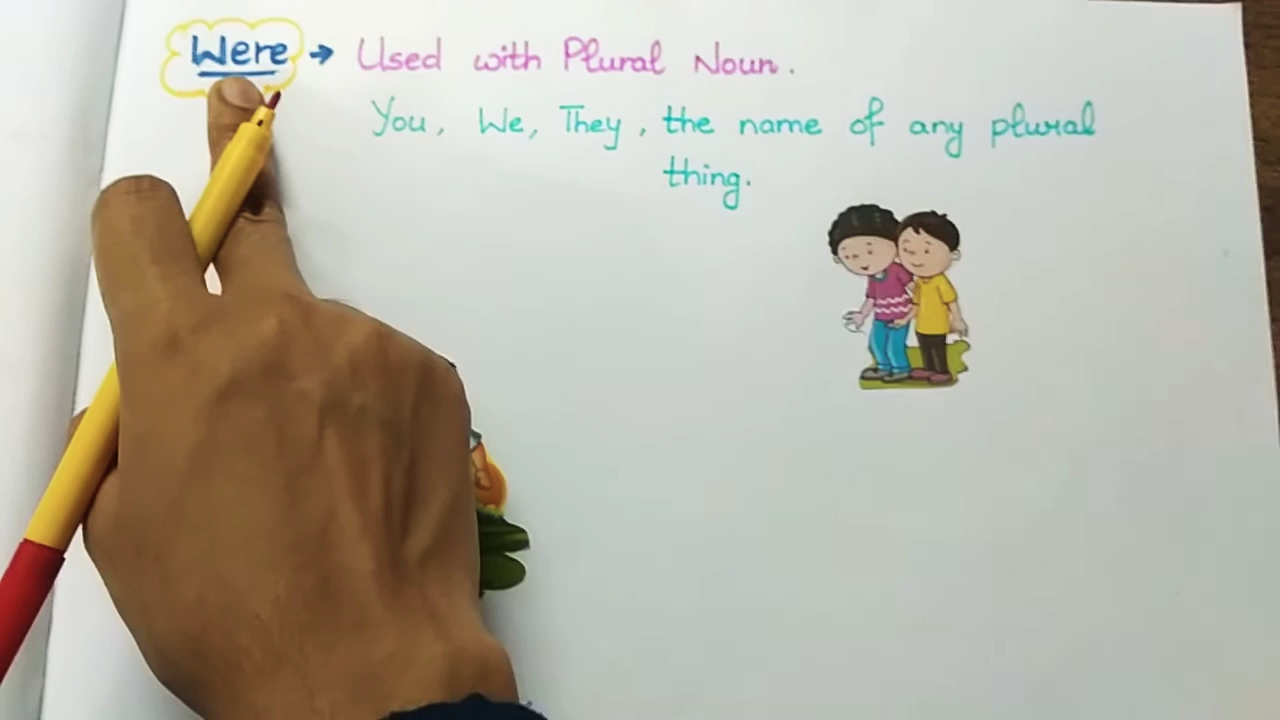 Were → Used with Plural Noun.
You, We, They, the name of any plural
thing.